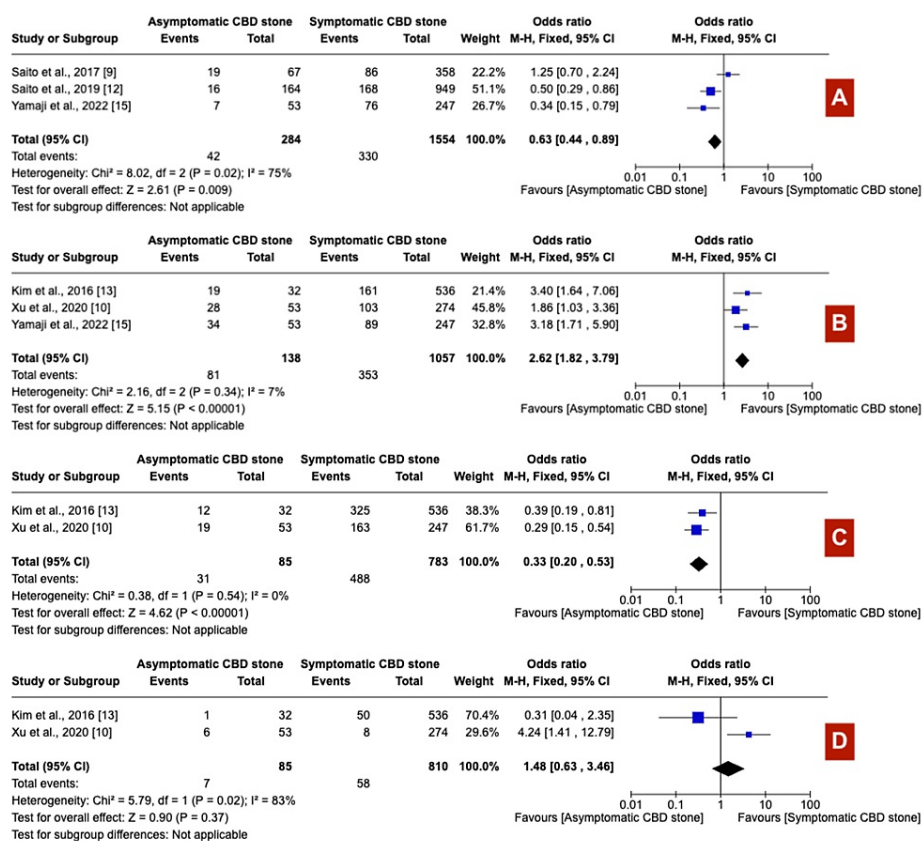 Asymptomatic CBD stone Symptomatic CBD stone Odds ratio Odds ratio
Study or Subgroup Events Total Events Total Weight M-H, Fixed, 95% CI M-H, Fixed, 95% CI
Saito et al., 2017 [9] 19 67 86 358 22.2% 1.25 [0.70 , 2.24]
Saito et al., 2019 [12] 16 164 168 949 51.1% 0.50 [0.29 , 0.86]
Yamaji et al., 2022 [15] 7 53 76 247 26.7% 0.34 [0.15 , 0.79]
A
Total (95% CI) 284 1554 100.0% 0.63 [0.44 , 0.89]
Total events: 42 330
Heterogeneity: Chi² = 8.02, df = 2 (P = 0.02); I² = 75% 0.01 0.1 1 10 100
Test for overall effect: Z = 2.61 (P = 0.009) Favours [Asymptomatic CBD stone] Favours [Symptomatic CBD stone]
Test for subgroup differences: Not applicable
Asymptomatic CBD stone Symptomatic CBD stone Odds ratio Odds ratio
Study or Subgroup Events Total Events Total Weight M-H, Fixed, 95% CI M-H, Fixed, 95% CI
Kim et al., 2016 [13] 19 32 161 536 21.4% 3.40 [1.64 , 7.06]
Xu et al., 2020 [10] 28 53 103 274 45.8% 1.86 [1.03 , 3.36]
Yamaji et al., 2022 [15] 34 53 89 247 32.8% 3.18 [1.71 , 5.90]
B
Total (95% CI) 138 1057 100.0% 2.62 [1.82 , 3.79]
Total events: 81 353
Heterogeneity: Chi² = 2.16, df = 2 (P = 0.34); I² = 7% 0.01 0.1 1 10 100
Test for overall effect: Z = 5.15 (P < 0.00001) Favours [Asymptomatic CBD stone] Favours [Symptomatic CBD stone]
Test for subgroup differences: Not applicable
Asymptomatic CBD stone Symptomatic CBD stone Odds ratio Odds ratio
Study or Subgroup Events Total Events Total Weight M-H, Fixed, 95% CI M-H, Fixed, 95% CI
Kim et al., 2016 [13] 12 32 325 536 38.3% 0.39 [0.19 , 0.81]
Xu et al., 2020 [10] 19 53 163 247 61.7% 0.29 [0.15 , 0.54]
C
Total (95% CI) 85 783 100.0% 0.33 [0.20 , 0.53]
Total events: 31 488
Heterogeneity: Chi² = 0.38, df = 1 (P = 0.54); I² = 0% 0.01 0.1 1 10 100
Test for overall effect: Z = 4.62 (P < 0.00001) Favours [Asymptomatic CBD stone] Favours [Symptomatic CBD stone]
Test for subgroup differences: Not applicable
Asymptomatic CBD stone Symptomatic CBD stone Odds ratio Odds ratio
Study or Subgroup Events Total Events Total Weight M-H, Fixed, 95% CI M-H, Fixed, 95% CI
Kim et al., 2016 [13] 1 32 50 536 70.4% 0.31 [0.04 , 2.35]
Xu et al., 2020 [10] 6 53 8 274 29.6% 4.24 [1.41 , 12.79]
D
Total (95% CI) 85 810 100.0% 1.48 [0.63 , 3.46]
Total events: 7 58
Heterogeneity: Chi² = 5.79, df = 1 (P = 0.02); I² = 83% 0.01 0.1 1 10 100
Test for overall effect: Z = 0.90 (P = 0.37) Favours [Asymptomatic CBD stone] Favours [Symptomatic CBD stone]
Test for subgroup differences: Not applicable